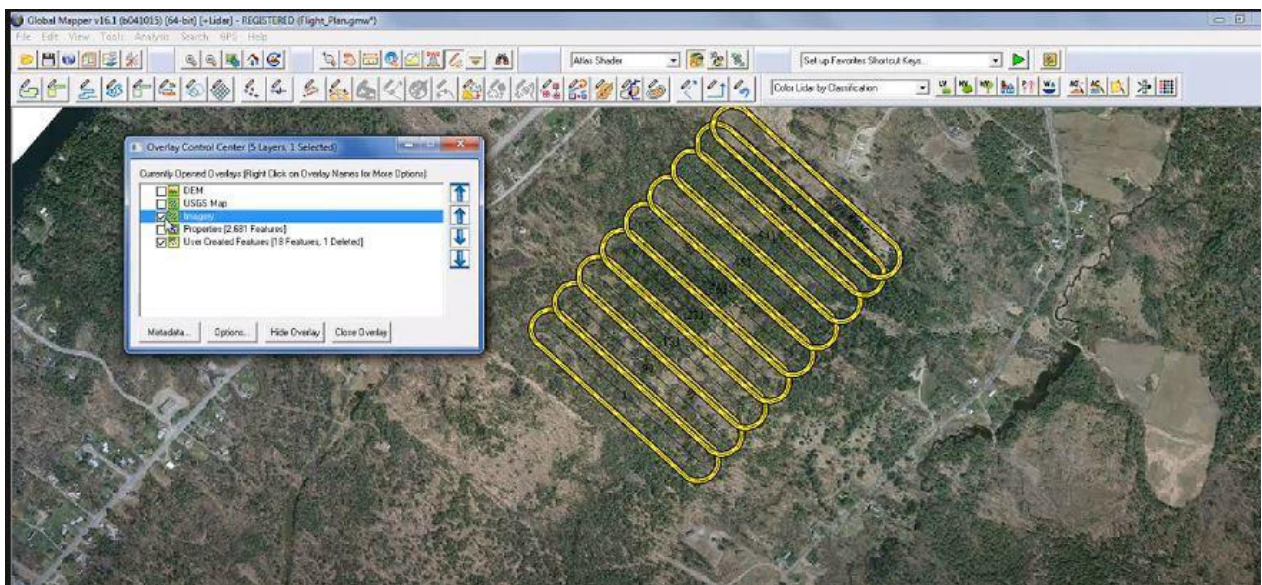 Global Mapper v16.1 (b041015) [64-bit] [+Lidar] - REGISTERED (Flight_Plan.gmw*)
File Edit View Tools Analysis Search GPS Help
Atlas Shader
Set up Favorites Shortcut Keys...
Color Lidar by Classification
Overlay Control Center (5 Layers, 1 Selected)
Currently Opened Overlays (Right Click on Overlay Names for More Options)
DEM
USGS Map
Imagery
Properties [2,681 Features]
User Created Features [18 Features, 1 Deleted]
Metadata... Options... Hide Overlay Close Overlay